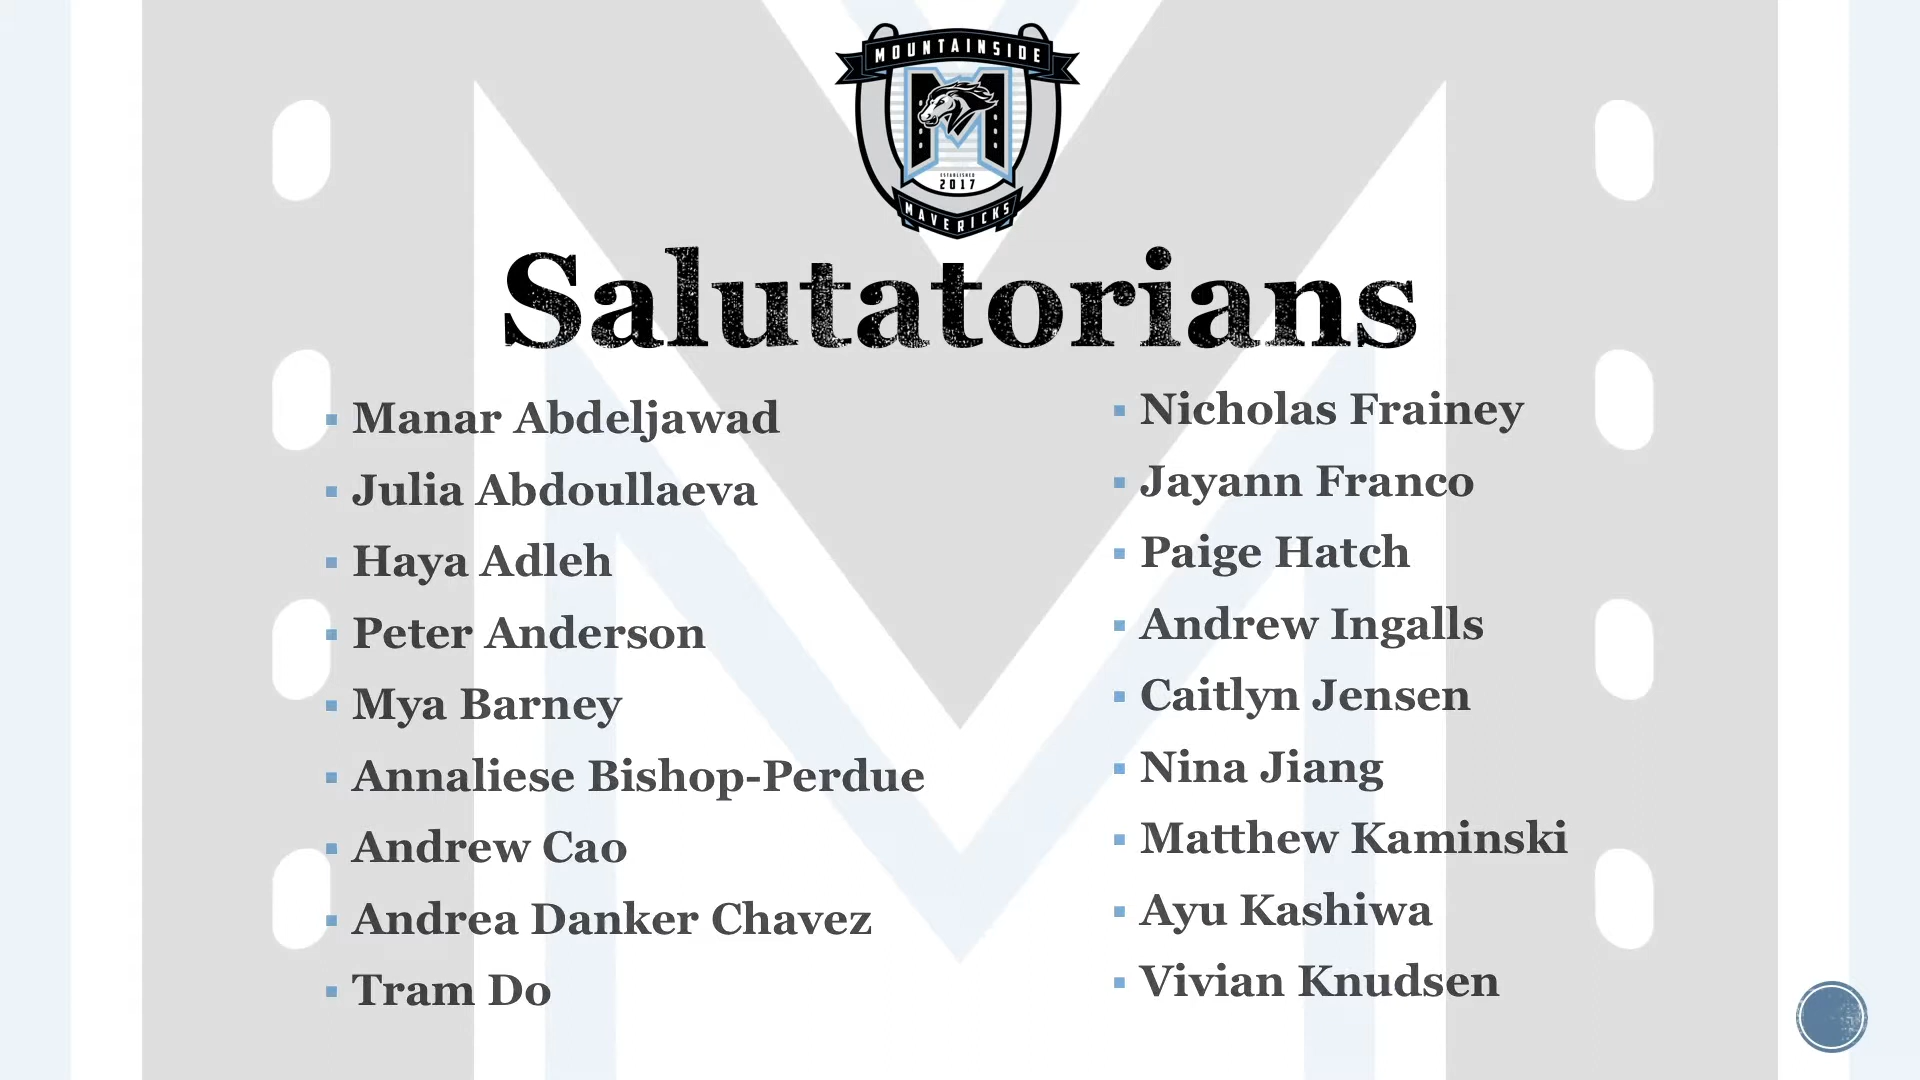 MOUNTAINSIDE
ESTABLISHED
2017
MAVERICKS
Salutatorians
Manar Abdeljawad
Julia Abdoullaeva
Haya Adleh
Peter Anderson
Mya Barney
Annaliese Bishop-Perdue
Andrew Cao
Andrea Danker Chavez
Tram Do
Nicholas Frainey
Jayann Franco
Paige Hatch
Andrew Ingalls
Caitlyn Jensen
Nina Jiang
Matthew Kaminski
Ayu Kashiwa
Vivian Knudsen